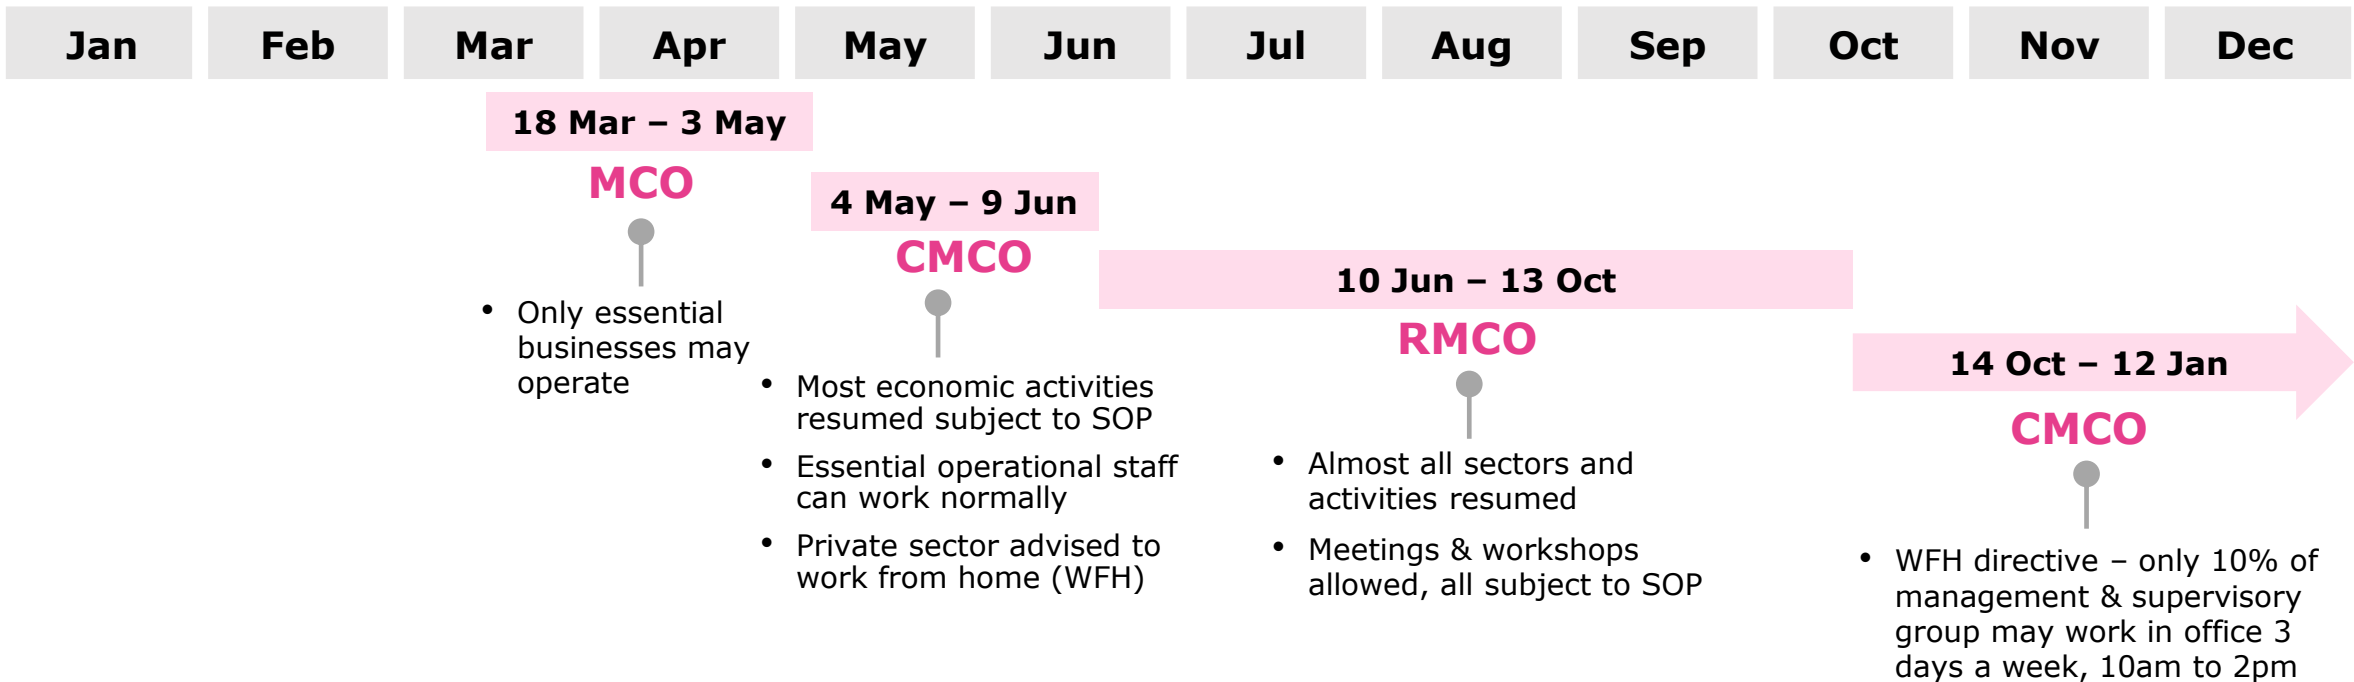 Jan Feb Mar Apr May Jun Jul Aug Sep Oct Nov Dec
18 Mar – 3 May
MCO
• Only essential
businesses may
operate
4 May – 9 Jun
CMCO
• Most economic activities
resumed subject to SOP
• Essential operational staff
can work normally
• Private sector advised to
work from home (WFH)
10 Jun – 13 Oct
RMCO
• Almost all sectors and
activities resumed
• Meetings & workshops
allowed, all subject to SOP
14 Oct – 12 Jan
CMCO
• WFH directive – only 10% of
management & supervisory
group may work in office 3
days a week, 10am to 2pm